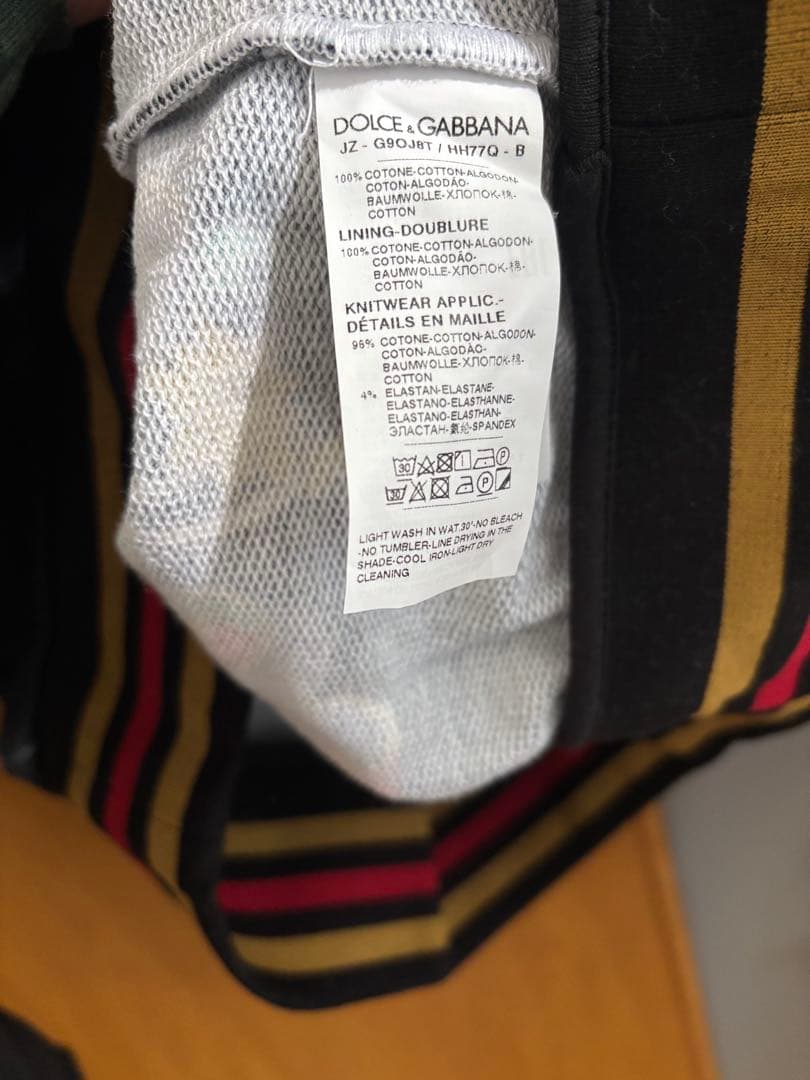 DOLCE & GABBANA
JZ - G9OJ8T / HH77Q - B
100% COTONE-COTTON-ALGODON-
COTON-ALGODÃO-
BAUMWOLLE-ХЛОПОК-棉-
COTTON
LINING-DOUBLURE
100% COTONE-COTTON-ALGODON-
COTON-ALGODÃO-
BAUMWOLLE-ХЛОПОК-棉-
COTTON
KNITWEAR APPLIC.-
DÉTAILS EN MAILLE
96% COTONE-COTTON-ALGODON-
COTON-ALGODÃO-
BAUMWOLLE-ХЛОПОК-棉-
COTTON
4% ELASTAN-ELASTANE-
ELASTANO-ELASTHANNE-
ELASTANO-ELASTHAN-
ЭЛАСТАН-氨纶-SPANDEX
30 P
30 P
LIGHT WASH IN WAT.30'-NO BLEACH
-NO TUMBLER-LINE DRYING IN THE
SHADE-COOL IRON-LIGHT DRY
CLEANING